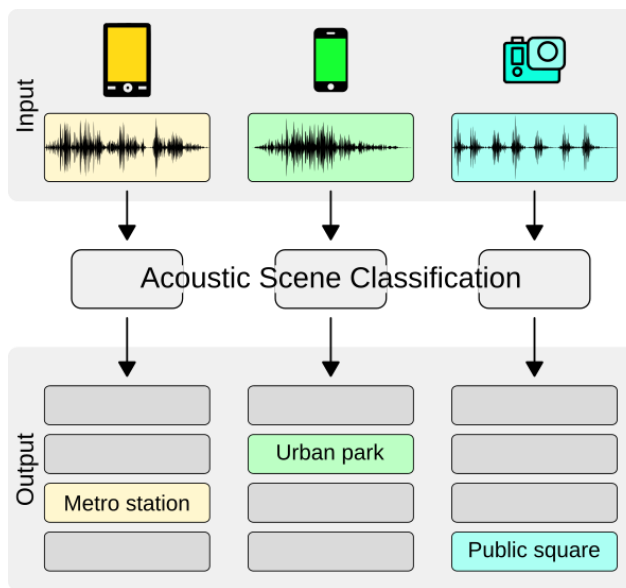 Input
Acoustic Scene Classification
Output
Urban park
Metro station
Public square